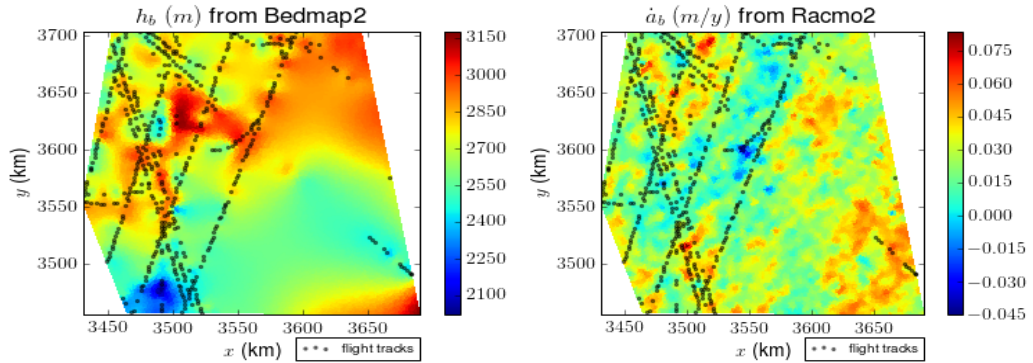 h_b (m) from Bedmap2
3700
3650
3600
3550
3500
y (km)
3450 3500 3550 3600 3650
x (km)
flight tracks
3150
3000
2850
2700
2550
2400
2250
2100
ȧ_b (m/y) from Racmo2
3700
3650
3600
3550
3500
y (km)
3450 3500 3550 3600 3650
x (km)
flight tracks
0.075
0.060
0.045
0.030
0.015
0.000
−0.015
−0.030
−0.045